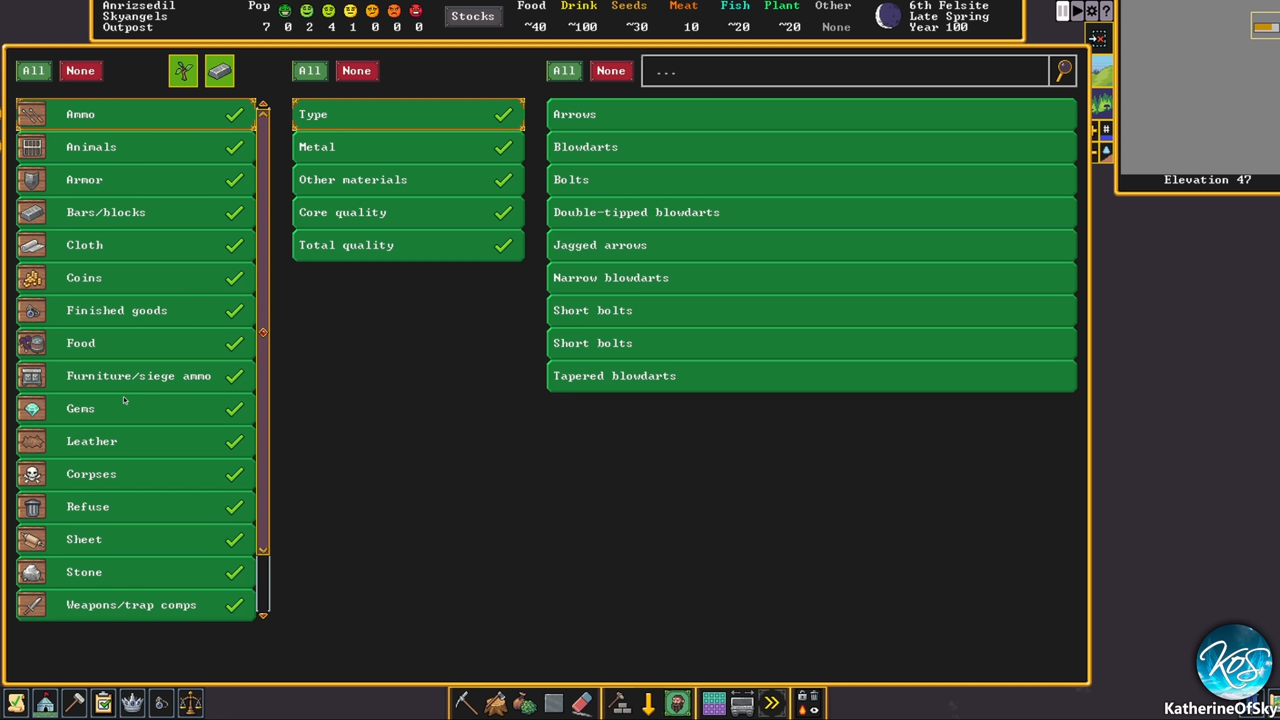 Anrizsedil
Skyangels
Outpost
Pop
7 0 2 4 1 0 0 0
Stocks
Food Drink Seeds Meat Fish Plant Other
~40 ~100 ~30 10 ~20 ~20 None
6th Felsite
Late Spring
Year 100
Elevation 47
All None
All None
All None
...
Ammo
Animals
Armor
Bars/blocks
Cloth
Coins
Finished goods
Food
Furniture/siege ammo
Gems
Leather
Corpses
Refuse
Sheet
Stone
Weapons/trap comps
Type
Metal
Other materials
Core quality
Total quality
Arrows
Blowdarts
Bolts
Double-tipped blowdarts
Jagged arrows
Narrow blowdarts
Short bolts
Short bolts
Tapered blowdarts
KOS
KatherineOfSky